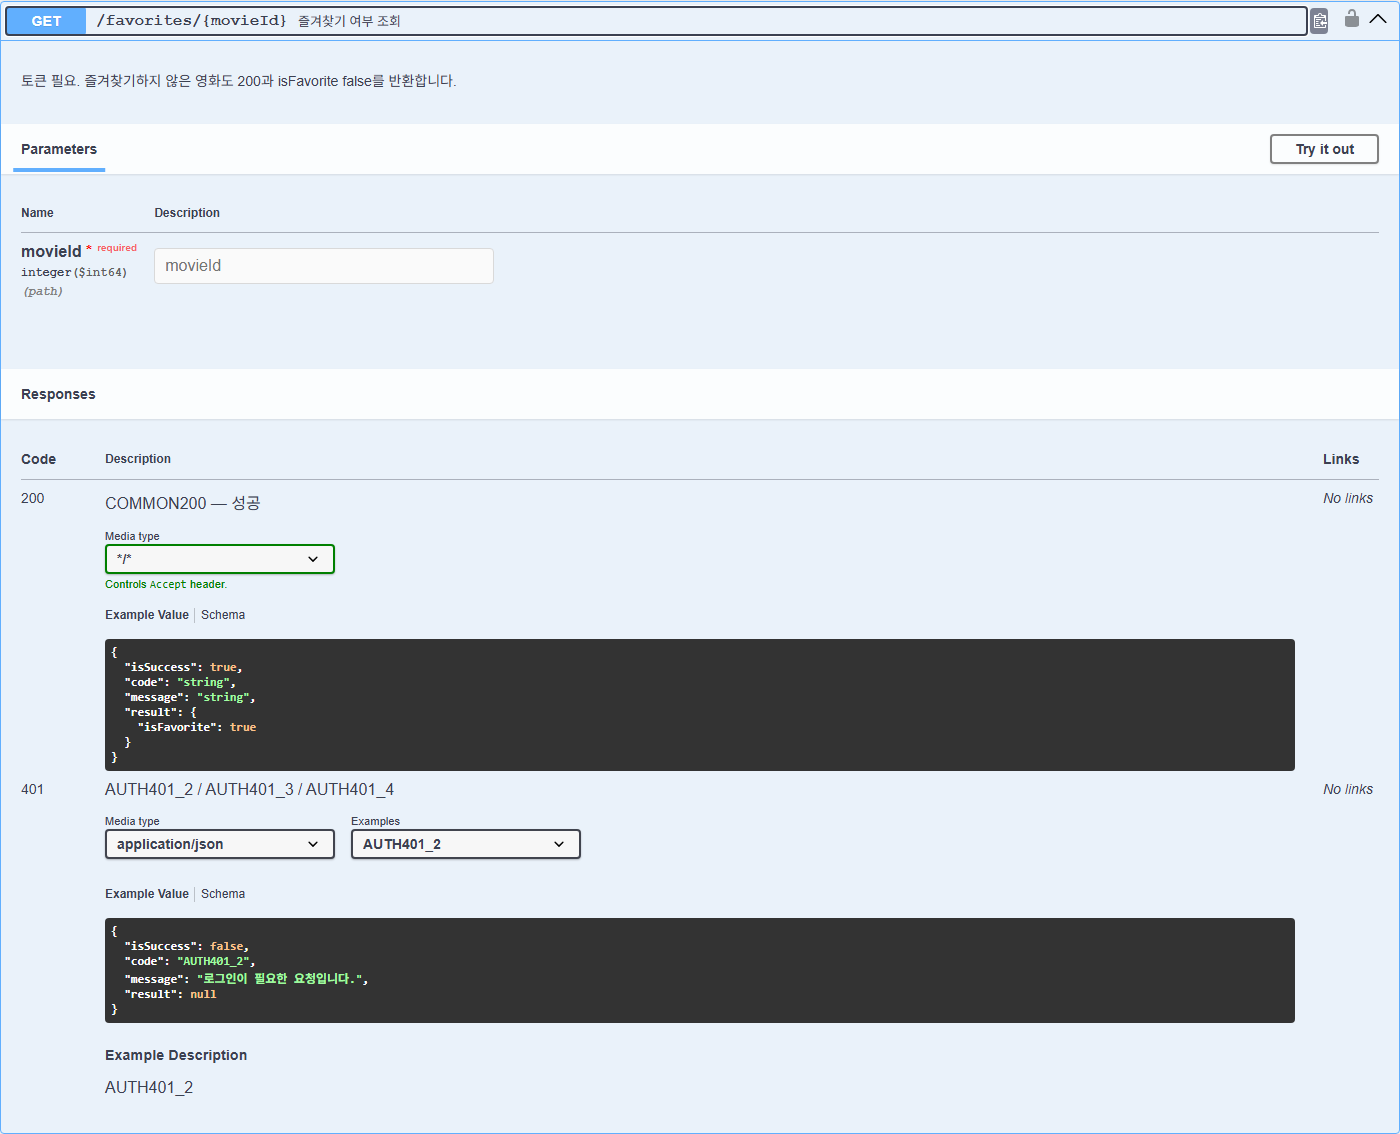 GET /favorites/{movieId} 즐겨찾기 여부 조회
토큰 필요. 즐겨찾기하지 않은 영화도 200과 isFavorite false를 반환합니다.
Parameters
Try it out
Name Description
movieId * required
integer($int64)
(path)
movieId
Responses
Code Description Links
200 COMMON200 — 성공 No links
Media type
*/*
Controls Accept header.
Example Value Schema
{
"isSuccess": true,
"code": "string",
"message": "string",
"result": {
"isFavorite": true
}
}
401 AUTH401_2 / AUTH401_3 / AUTH401_4 No links
Media type Examples
application/json AUTH401_2
Example Value Schema
{
"isSuccess": false,
"code": "AUTH401_2",
"message": "로그인이 필요한 요청입니다.",
"result": null
}
Example Description
AUTH401_2